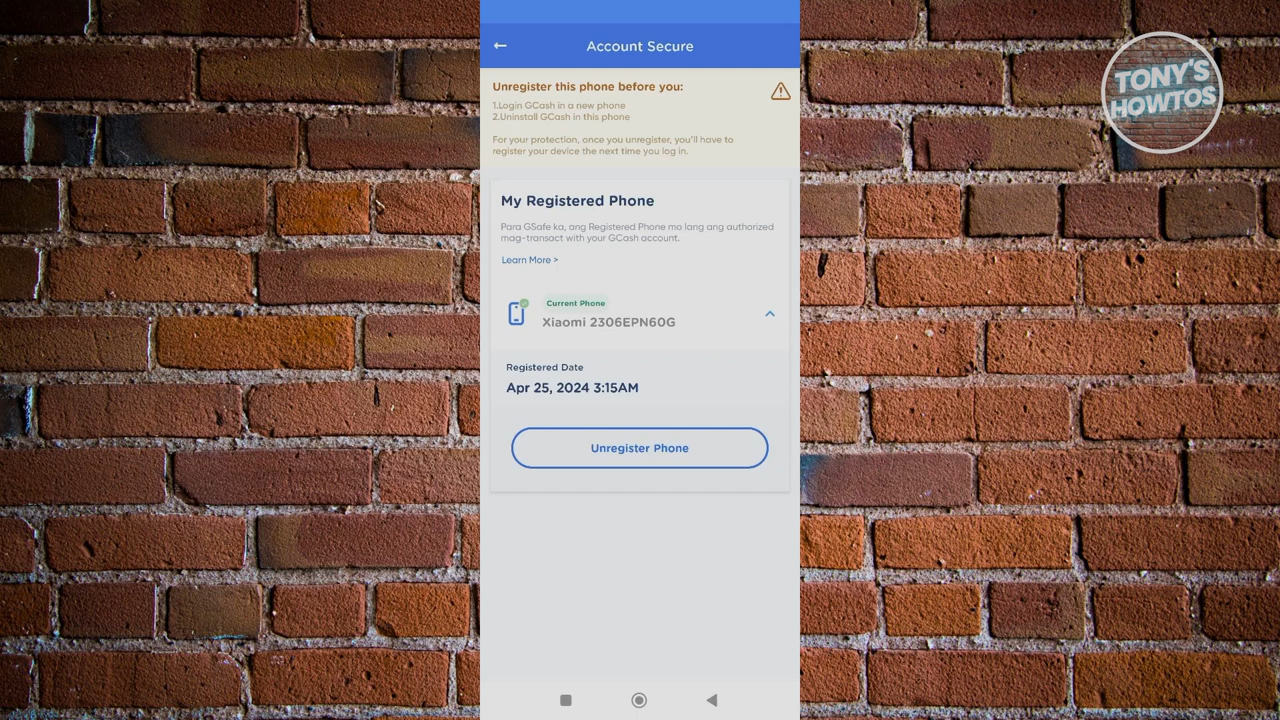 Account Secure
TONY'S
HOWTOS
Unregister this phone before you:
1.Login GCash in a new phone
2.Uninstall GCash in this phone
For your protection, once you unregister, you'll have to
register your device the next time you log in.
My Registered Phone
Para GSafe ka, ang Registered Phone mo lang ang authorized
mag-transact with your GCash account.
Learn More >
Current Phone
Xiaomi 2306EPN60G
Registered Date
Apr 25, 2024 3:15AM
Unregister Phone